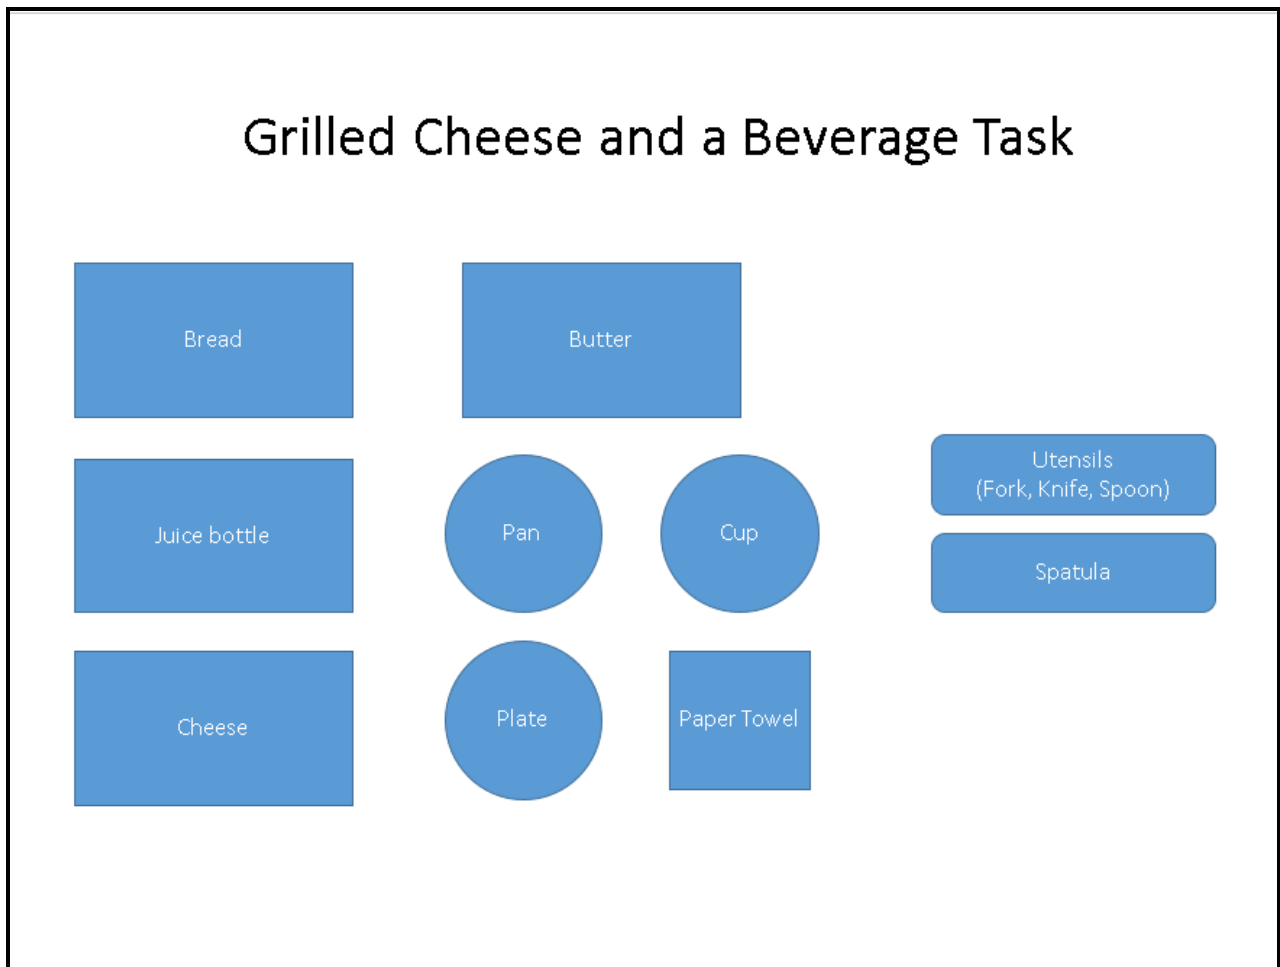 Grilled Cheese and a Beverage Task
Bread
Butter
Utensils
(Fork, Knife, Spoon)
Juice bottle
Pan
Cup
Spatula
Cheese
Plate
Paper Towel